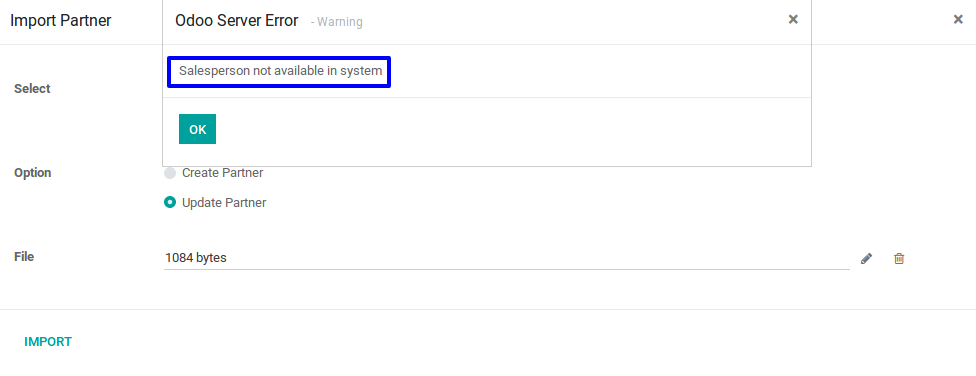 Import Partner
Odoo Server Error - Warning
Salesperson not available in system
Select
OK
Option
Create Partner
Update Partner
File
1084 bytes
IMPORT